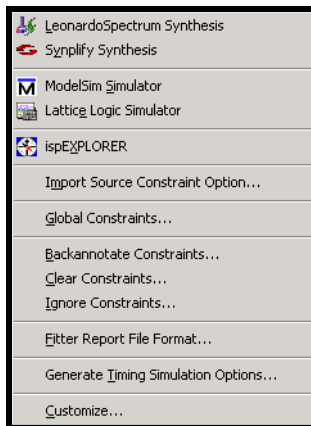 LeonardoSpectrum Synthesis
Synplify Synthesis
ModelSim Simulator
Lattice Logic Simulator
ispEXPLORER
Import Source Constraint Option...
Global Constraints...
Backannotate Constraints...
Clear Constraints...
Ignore Constraints...
Fitter Report File Format...
Generate Timing Simulation Options...
Customize...